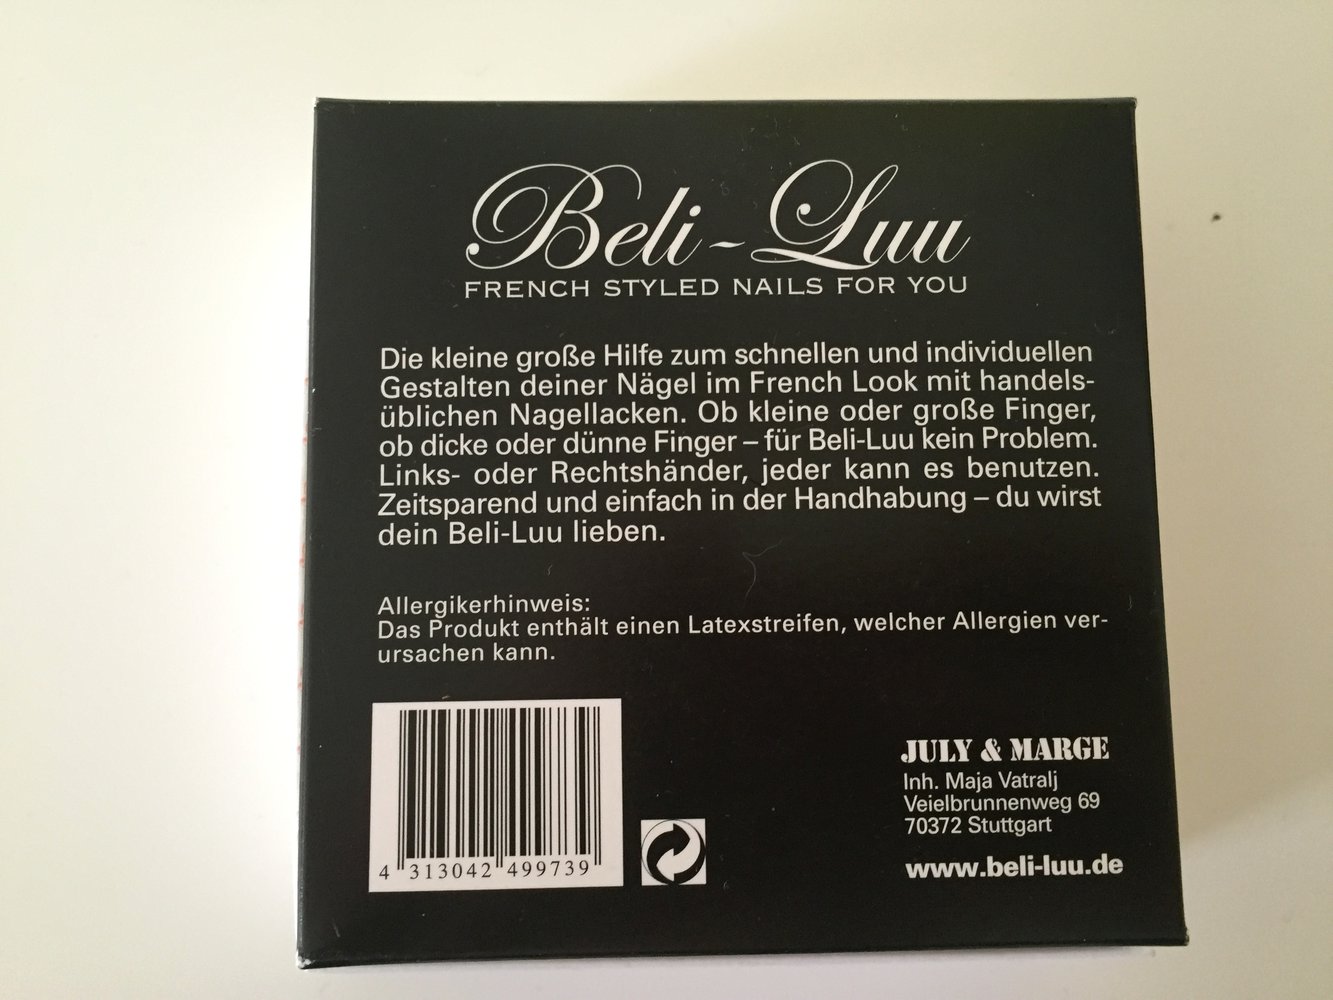 Beli-Luu
FRENCH STYLED NAILS FOR YOU
Die kleine große Hilfe zum schnellen und individuellen
Gestalten deiner Nägel im French Look mit handels-
üblichen Nagellacken. Ob kleine oder große Finger,
ob dicke oder dünne Finger – für Beli-Luu kein Problem.
Links- oder Rechtshänder, jeder kann es benutzen.
Zeitsparend und einfach in der Handhabung – du wirst
dein Beli-Luu lieben.
Allergikerhinweis:
Das Produkt enthält einen Latexstreifen, welcher Allergien ver-
ursachen kann.
4 313042 499739
JULY & MARGE
Inh. Maja Vatralj
Veielbrunnenweg 69
70372 Stuttgart
www.beli-luu.de